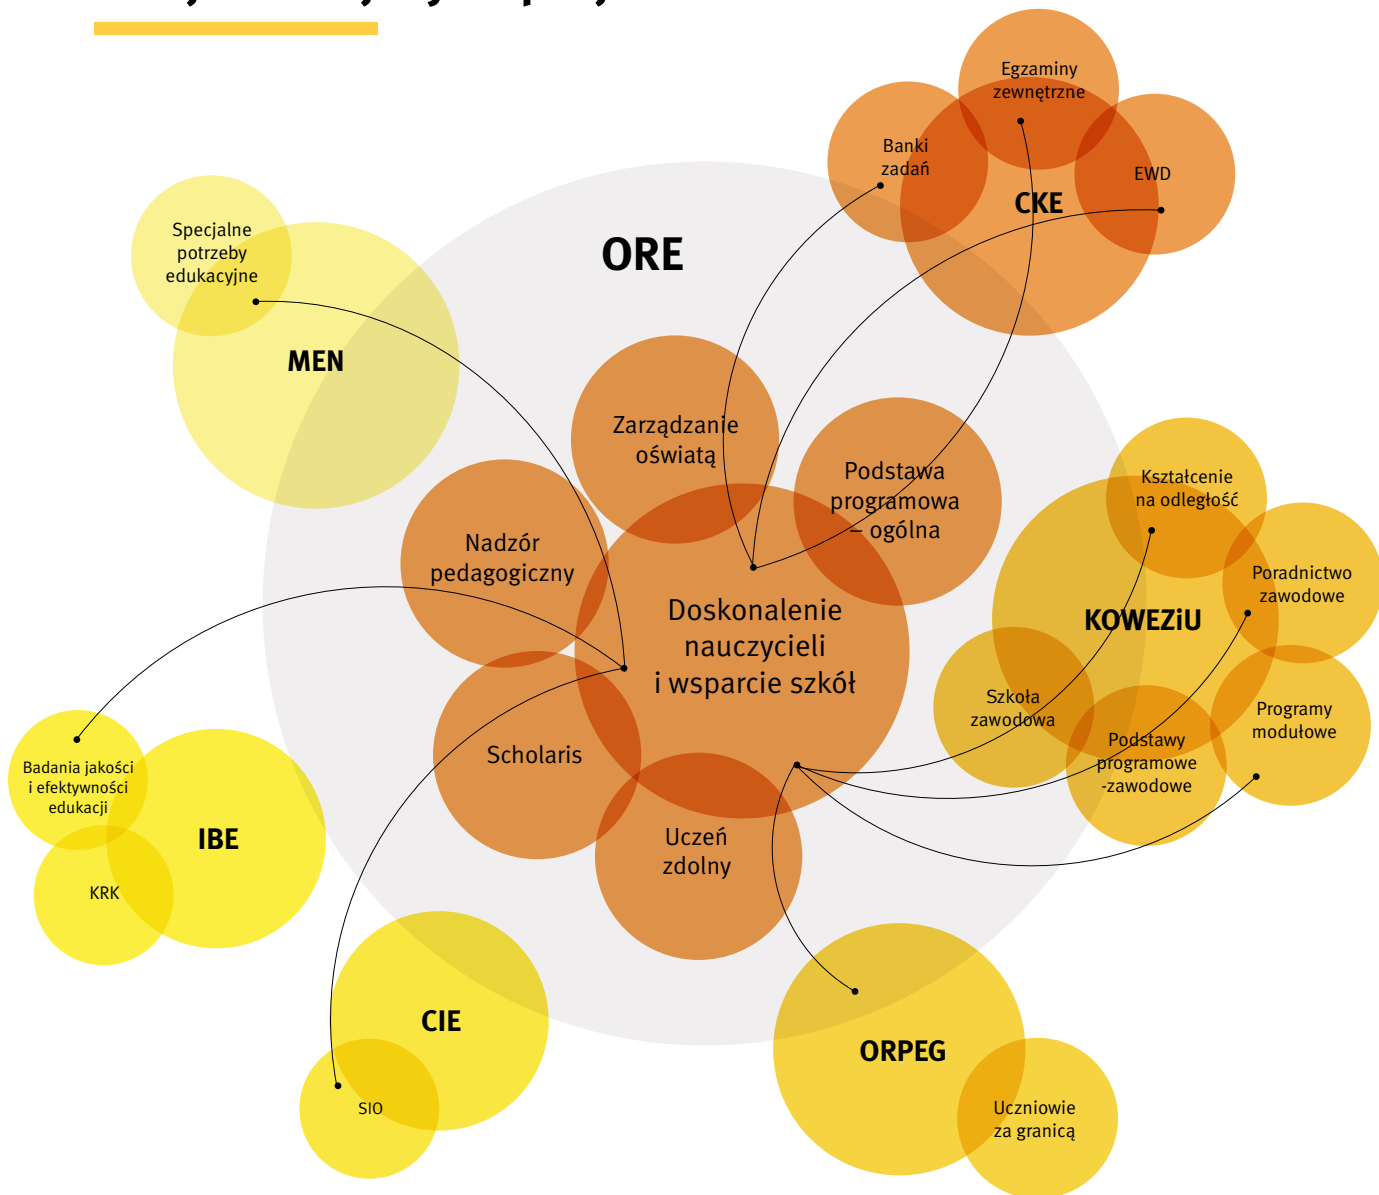 Egzaminy
zewnętrzne
Banki
zadań
EWD
CKE
Specjalne
potrzeby
edukacyjne
MEN
ORE
Zarządzanie
oświatą
Podstawa
programowa
– ogólna
Nadzór
pedagogiczny
Doskonalenie
nauczycieli
i wsparcie szkół
Scholaris
Uczeń
zdolny
Kształcenie
na odległość
Poradnictwo
zawodowe
KOWEZiU
Szkoła
zawodowa
Podstawy
programowe
-zawodowe
Programy
modułowe
Badania jakości
i efektywności
edukacji
IBE
KRK
CIE
SIO
ORPEG
Uczniowie
za granicą